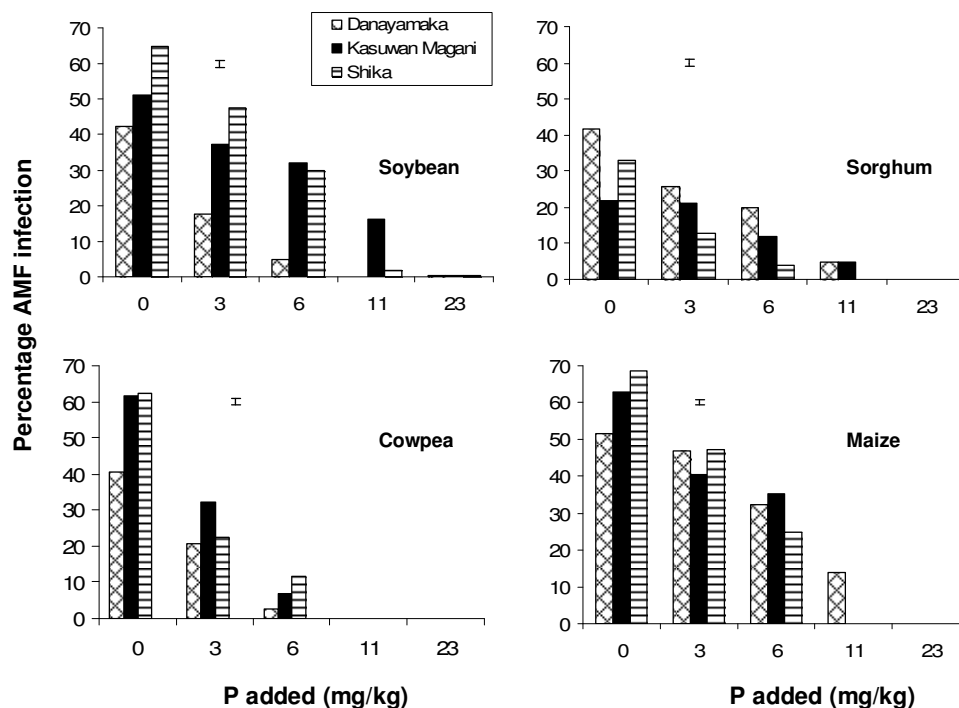 Percentage AMF infection
70
60
50
40
30
20
10
0
Danayamaka
Kasuwan Magani
Shika
Soybean
0 3 6 11 23
70
60
50
40
30
20
10
0
Sorghum
0 3 6 11 23
70
60
50
40
30
20
10
0
Cowpea
0 3 6 11 23
P added (mg/kg)
70
60
50
40
30
20
10
0
Maize
0 3 6 11 23
P added (mg/kg)